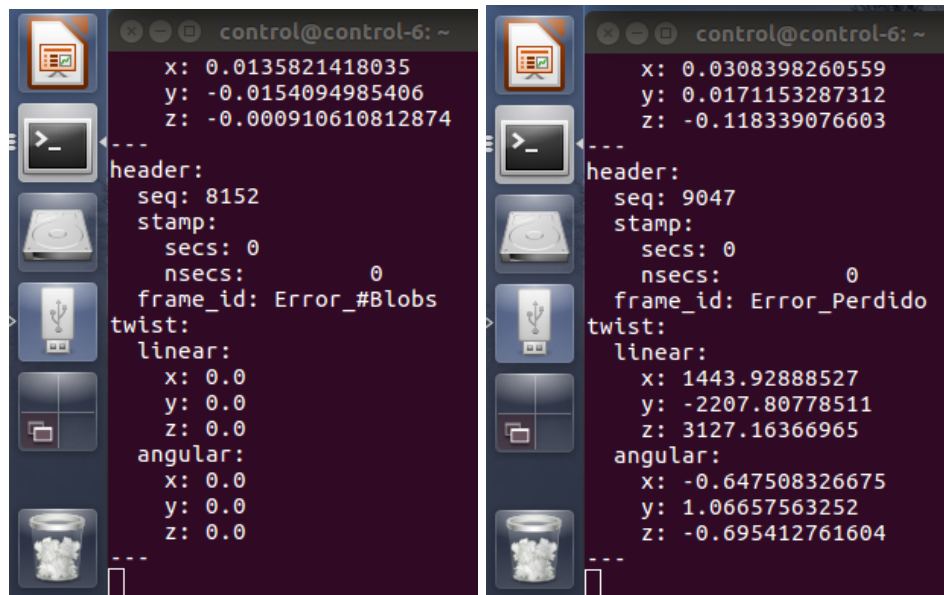 control@control-6: ~
x: 0.0135821418035
y: -0.0154094985406
z: -0.000910610812874
---
header:
seq: 8152
stamp:
secs: 0
nsecs: 0
frame_id: Error_#Blobs
twist:
linear:
x: 0.0
y: 0.0
z: 0.0
angular:
x: 0.0
y: 0.0
z: 0.0
---
control@control-6: ~
x: 0.0308398260559
y: 0.0171153287312
z: -0.118339076603
---
header:
seq: 9047
stamp:
secs: 0
nsecs: 0
frame_id: Error_Perdido
twist:
linear:
x: 1443.92888527
y: -2207.80778511
z: 3127.16369965
angular:
x: -0.647508326675
y: 1.06657563252
z: -0.695412761604
---